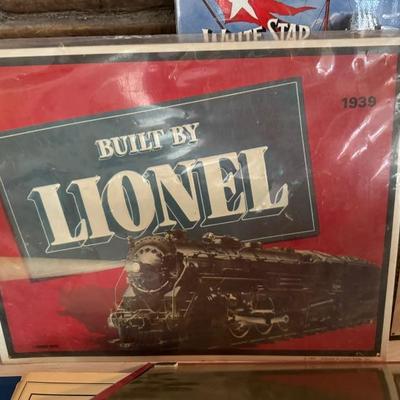 WHITE STAR
1939
BUILT BY
LIONEL